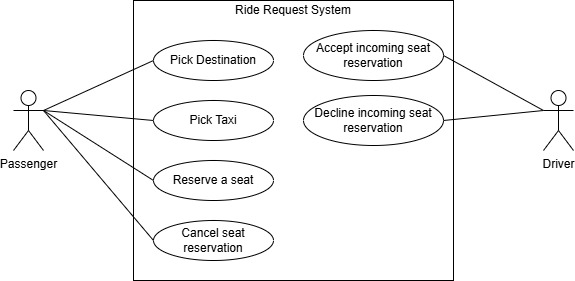 Ride Request System
Pick Destination
Accept incoming seat
reservation
Pick Taxi
Decline incoming seat
reservation
Passenger
Driver
Reserve a seat
Cancel seat
reservation